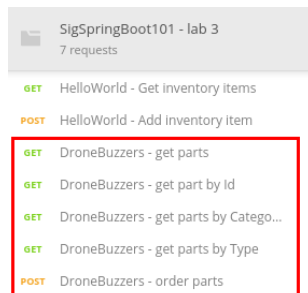 SigSpringBoot101 - lab 3
7 requests
GET HelloWorld - Get inventory items
POST HelloWorld - Add inventory item
GET DroneBuzzers - get parts
GET DroneBuzzers - get part by Id
GET DroneBuzzers - get parts by Catego...
GET DroneBuzzers - get parts by Type
POST DroneBuzzers - order parts